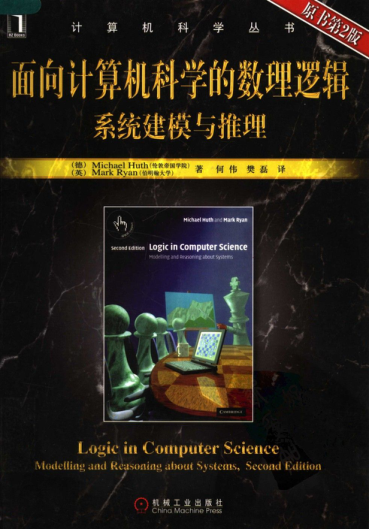 计算机科学丛书
原书第2版
面向计算机科学的数理逻辑
系统建模与推理
(德) Michael Huth (伦敦帝国学院)
(英) Mark Ryan (伯明翰大学) 著 何伟 樊磊 译
Michael Huth and Mark Ryan
Second Edition Logic in Computer Science
Modelling and Reasoning about Systems
CAMBRIDGE
Logic in Computer Science
Modelling and Reasoning about Systems, Second Edition
机械工业出版社
China Machine Press